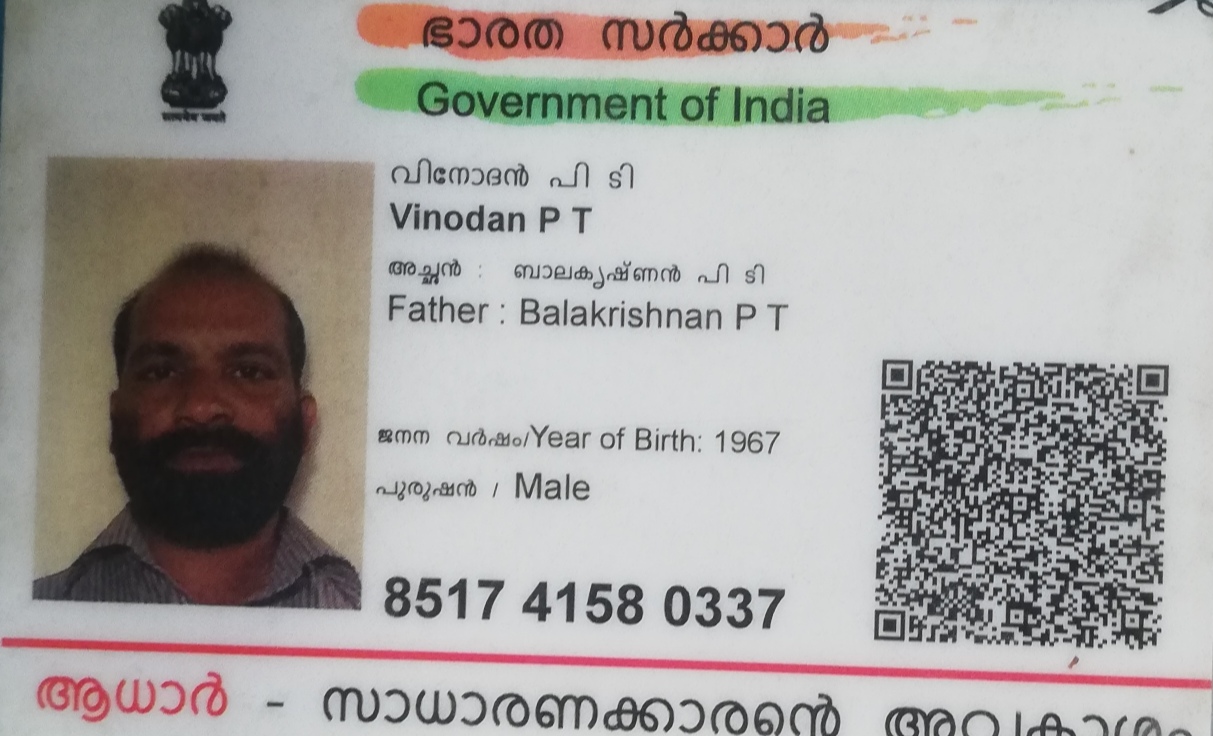 ഭാരത സർക്കാർ
Government of India
सत्यमेव जयते
വിനോദൻ പി ടി
Vinodan P T
അച്ഛൻ : ബാലകൃഷ്ണൻ പി ടി
Father : Balakrishnan P T
ജനന വർഷം/Year of Birth: 1967
പുരുഷൻ / Male
8517 4158 0337
ആധാർ - സാധാരണക്കാരന്റെ അവകാശം